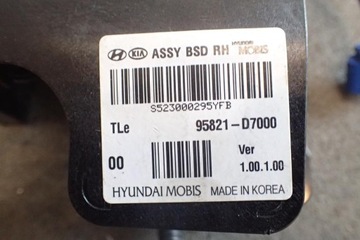 KIA ASSY BSD RH HYUNDAI MOBIS
S523000295YFB
TLe 95821-D7000
00 Ver 1.00.1.00
HYUNDAI MOBIS MADE IN KOREA